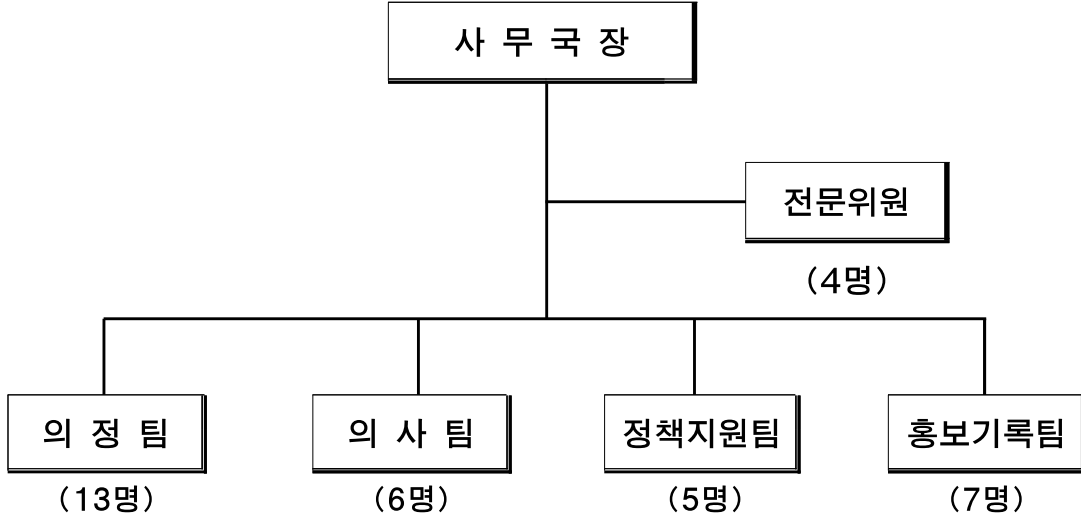 사 무 국 장
전문위원
(4명)
의 정 팀
의 사 팀
정책지원팀
홍보기록팀
(13명)
(6명)
(5명)
(7명)